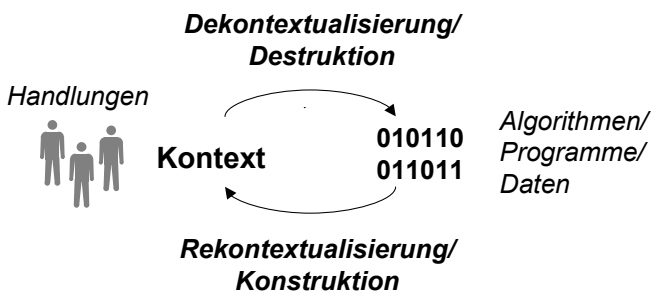 Dekontextualisierung/
Destruktion
Handlungen
Kontext
010110
011011
Algorithmen/
Programme/
Daten
Rekontextualisierung/
Konstruktion